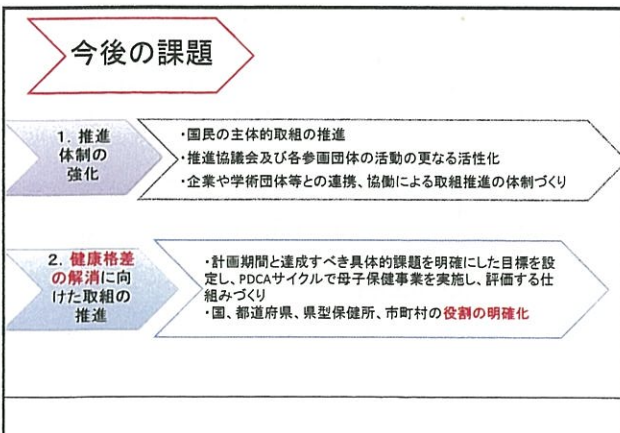 今後の課題
1. 推進
体制の
強化
・国民の主体的取組の推進
・推進協議会及び各参画団体の活動の更なる活性化
・企業や学術団体等との連携、協働による取組推進の体制づくり
2. 健康格差
の解消に向
けた取組の
推進
・計画期間と達成すべき具体的課題を明確にした目標を設
定し、PDCAサイクルで母子保健事業を実施し、評価する仕
組みづくり
・国、都道府県、県型保健所、市町村の役割の明確化